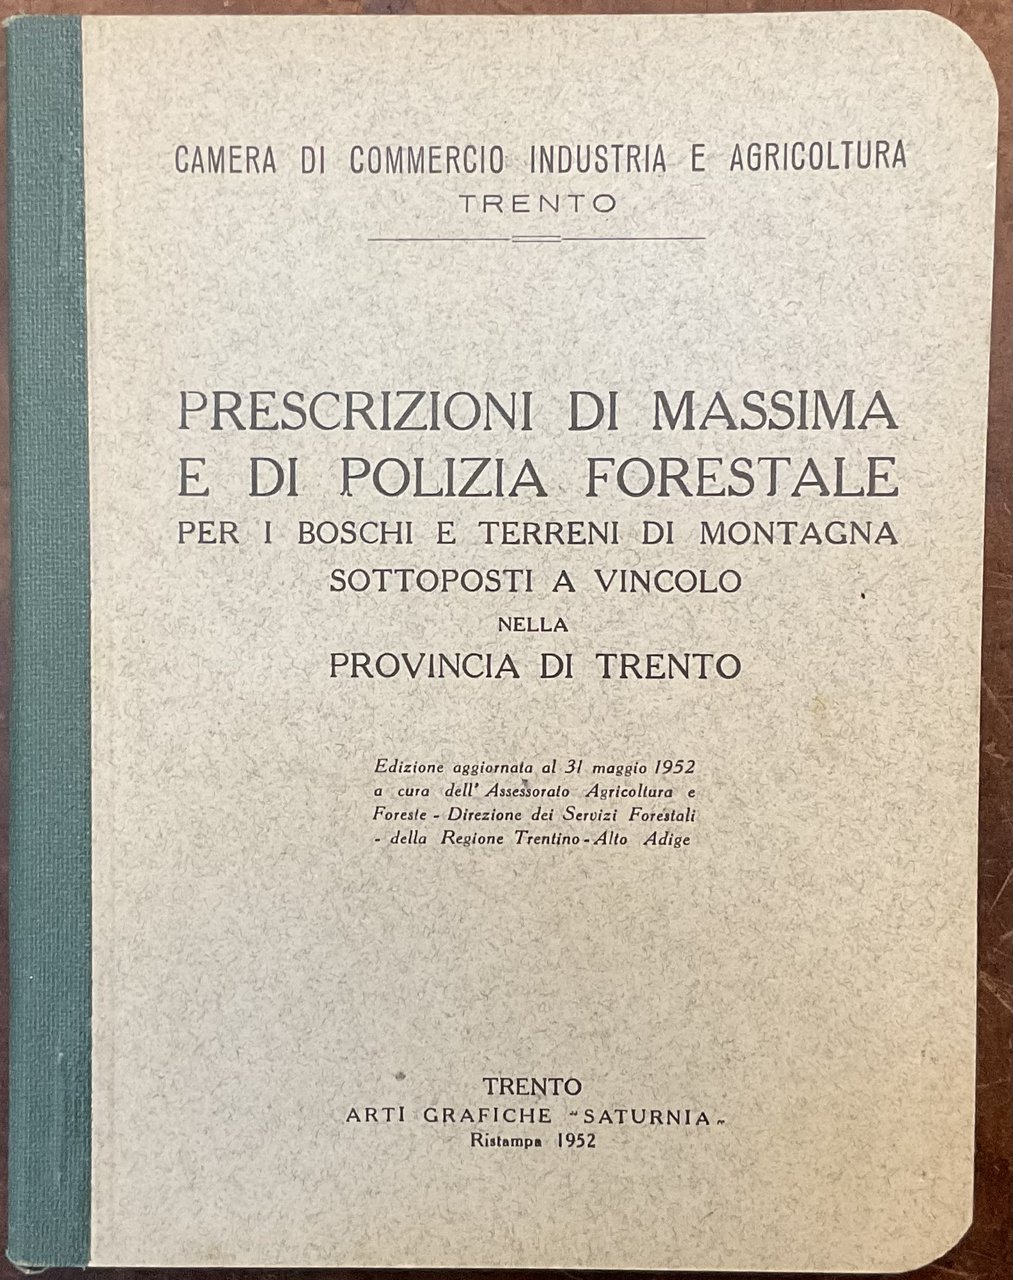 CAMERA DI COMMERCIO INDUSTRIA E AGRICOLTURA
TRENTO
PRESCRIZIONI DI MASSIMA
E DI POLIZIA FORESTALE
PER I BOSCHI E TERRENI DI MONTAGNA
SOTTOPOSTI A VINCOLO
NELLA
PROVINCIA DI TRENTO
Edizione aggiornata al 31 maggio 1952
a cura dell' Assessorato Agricoltura e
Foreste - Direzione dei Servizi Forestali
- della Regione Trentino - Alto Adige
TRENTO
ARTI GRAFICHE "SATURNIA„
Ristampa 1952